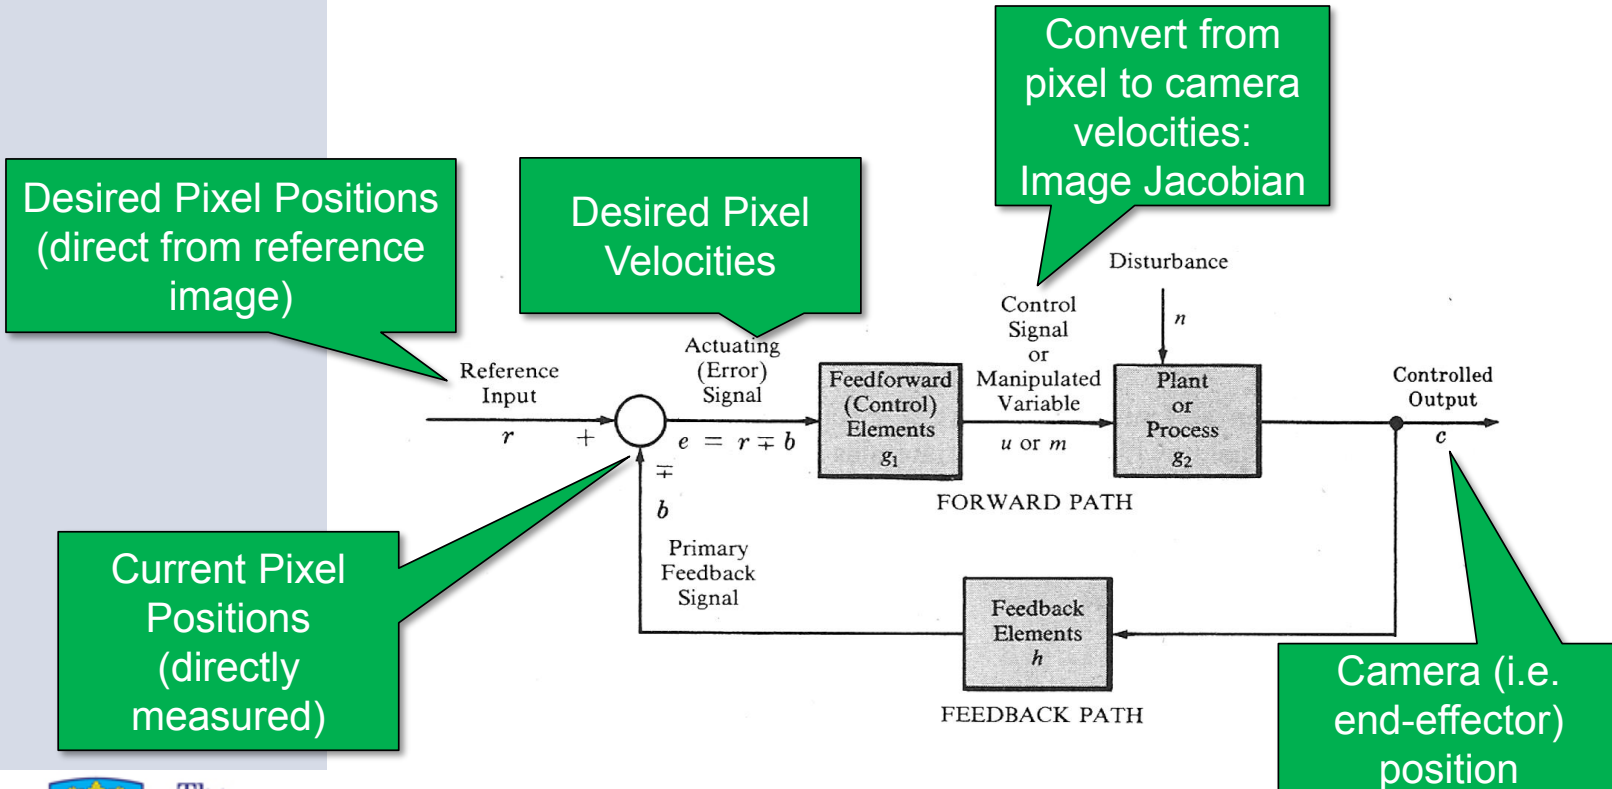 Convert from
pixel to camera
velocities:
Image Jacobian
Desired Pixel Positions
(direct from reference
image)
Desired Pixel
Velocities
Disturbance
n
Control
Signal
or
Manipulated
Variable
u or m
Actuating
(Error)
Signal
e = r ∓ b
Reference
Input
r
+
∓
b
Feedforward
(Control)
Elements
g₁
Plant
or
Process
g₂
Controlled
Output
c
FORWARD PATH
Primary
Feedback
Signal
Current Pixel
Positions
(directly
measured)
Feedback
Elements
h
FEEDBACK PATH
Camera (i.e.
end-effector)
position